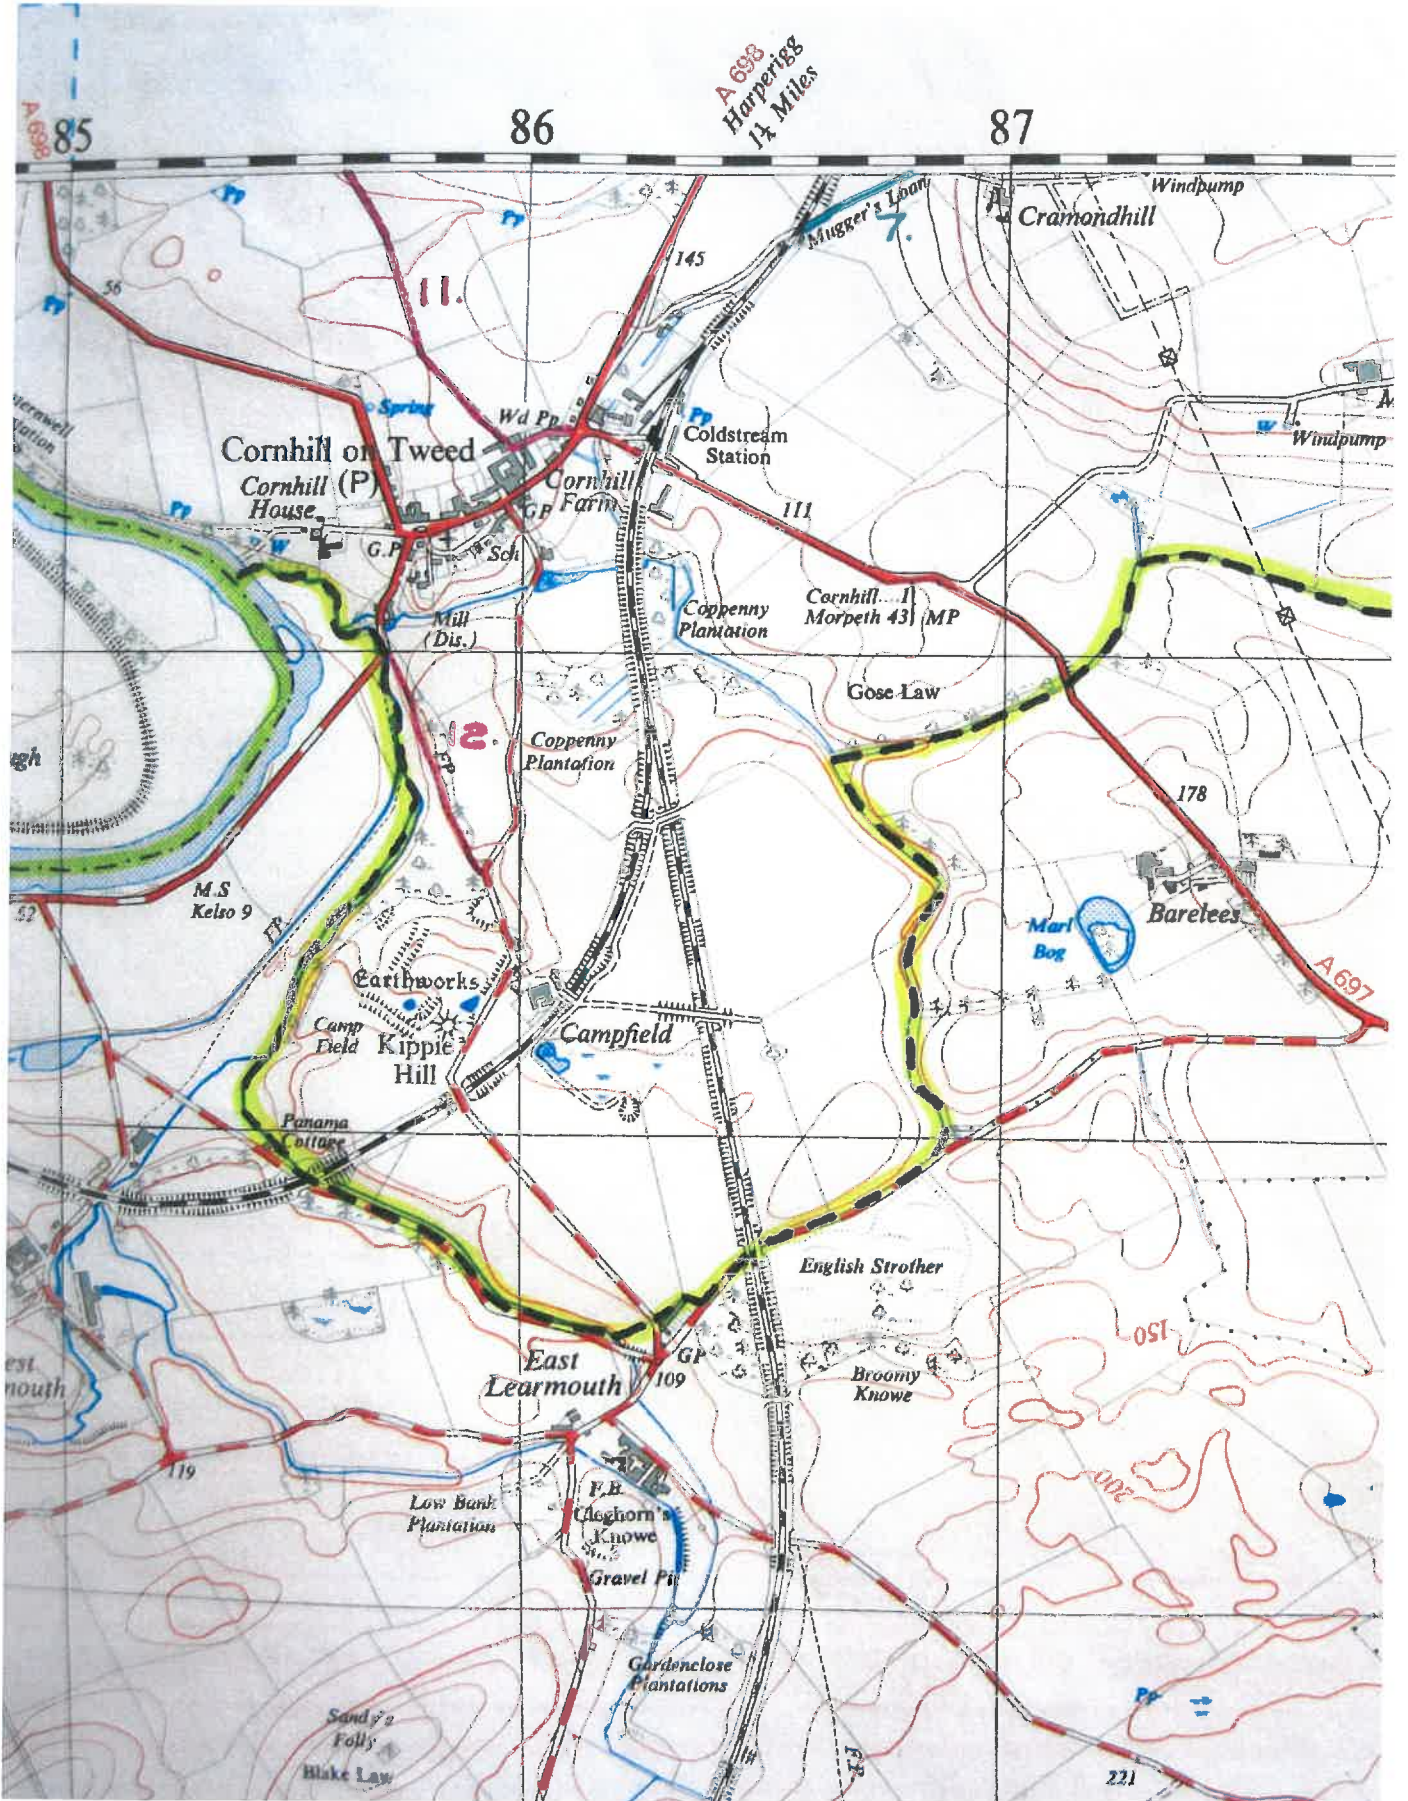 A 698
Harperigg
1¼ Miles
A 698
85
86
87
Pp
Pp
Mugger's Loan
7.
Windpump
Cramondhill
145
11.
56
Pp
Spring
Wd Pp
Pp
Coldstream
Station
W
Windpump
Cornhill on Tweed
(P)
Cornhill
House
Cornhill
Farm
Pp
W
G.P
GP
Sch
111
Cornhill 1
Morpeth 43
MP
Mill
(Dis.)
Coppenny
Plantation
Gose Law
12.
F.P.
Coppenny
Plantation
178
M.S
Kelso 9
52
F.P.
Barelees
Marl
Bog
A 697
Earthworks
Camp
Field
Kippie
Hill
Campfield
Panama
Cottage
English Strother
150
East
Learmouth
GP
109
Broomy
Knowe
119
200
Low Bank
Plantation
F.B.
Cleghorn's
Knowe
Gravel Pit
Gardenclose
Plantations
Pp
Sandy's
Folly
Blake Law
F.P.
221